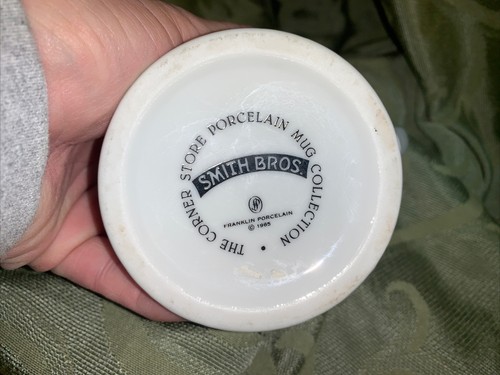 THE CORNER STORE PORCELAIN MUG COLLECTION •
SMITH BROS.
FRANKLIN PORCELAIN
© 1985